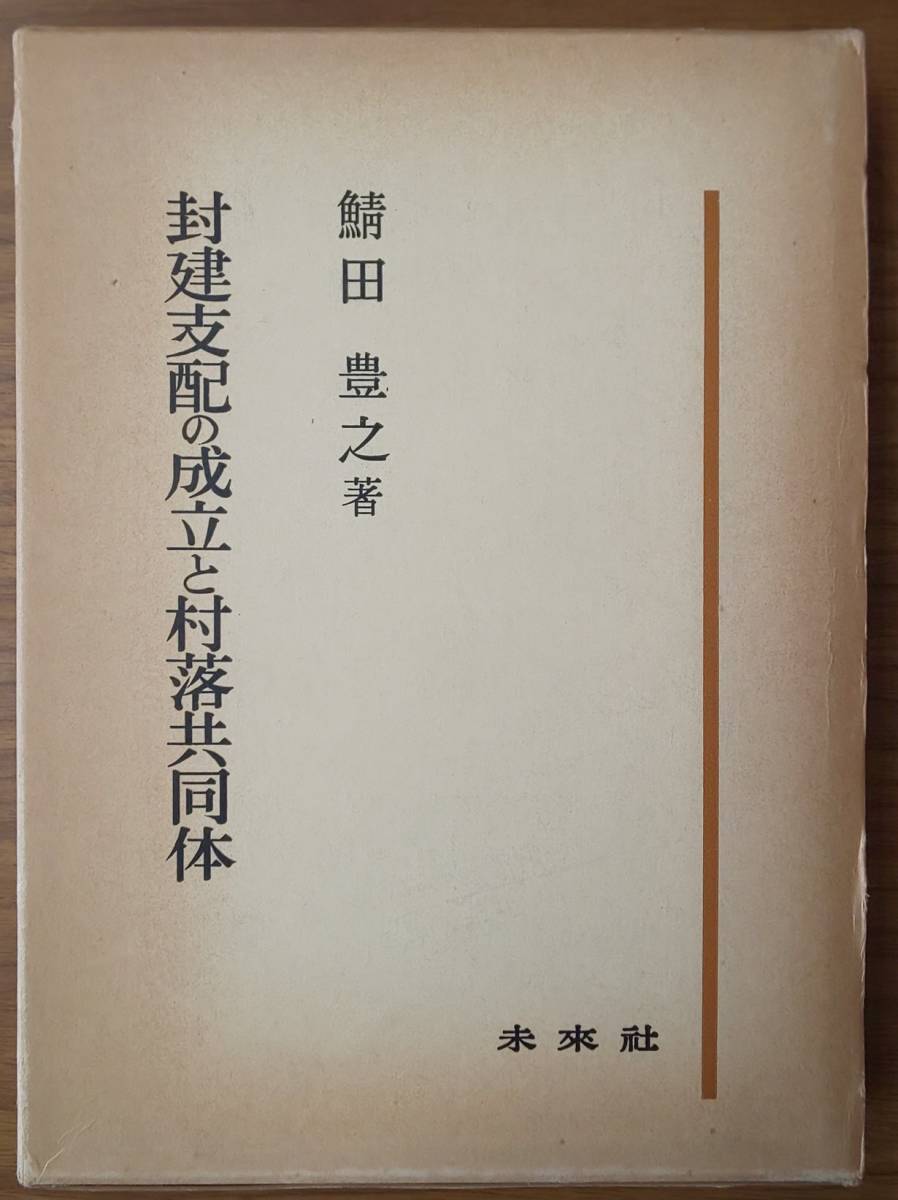 鯖田 豊之著
封建支配の成立と村落共同体
未來社